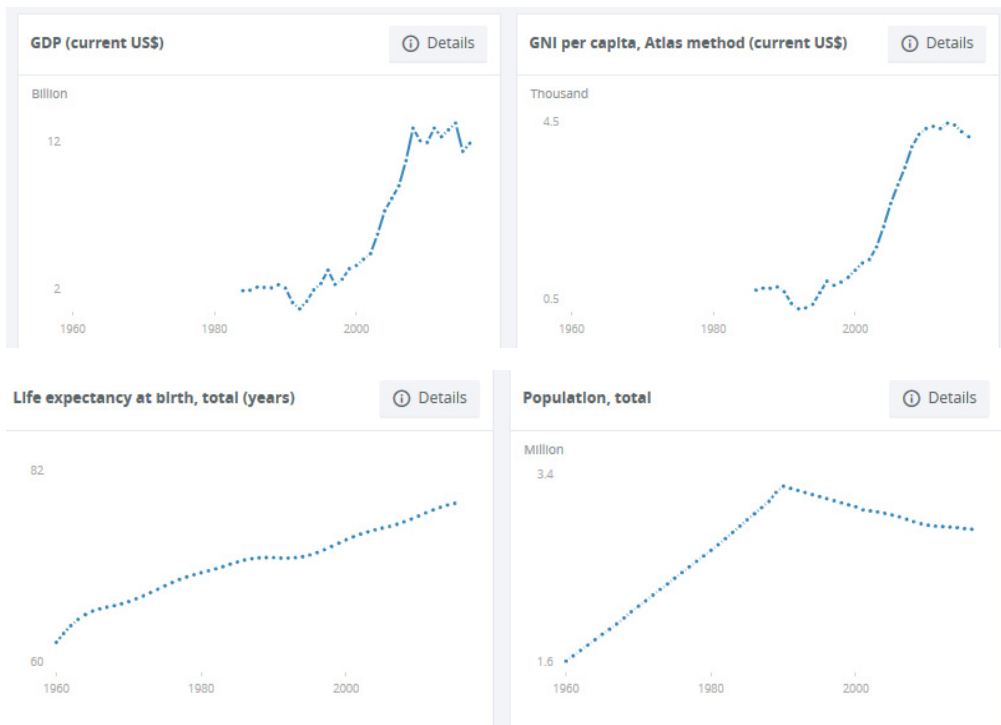 GDP (current US$)
Details
Billion
12
2
1960
1980
2000
GNI per capita, Atlas method (current US$)
Details
Thousand
4.5
0.5
1960
1980
2000
Life expectancy at birth, total (years)
Details
82
60
1960
1980
2000
Population, total
Details
Million
3.4
1.6
1960
1980
2000